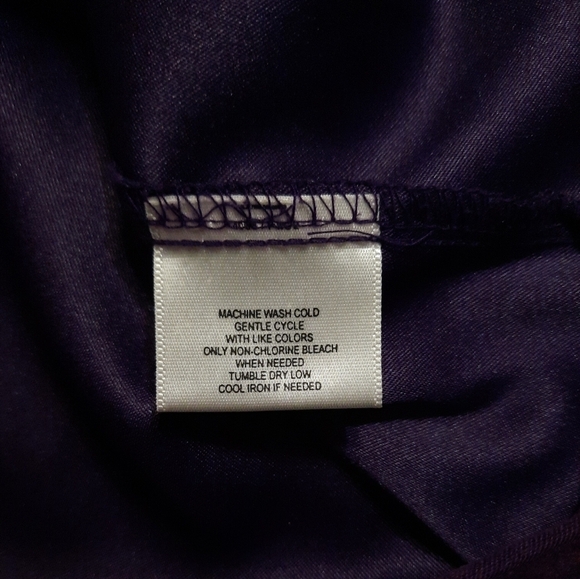 MACHINE WASH COLD
GENTLE CYCLE
WITH LIKE COLORS
ONLY NON-CHLORINE BLEACH
WHEN NEEDED
TUMBLE DRY LOW
COOL IRON IF NEEDED